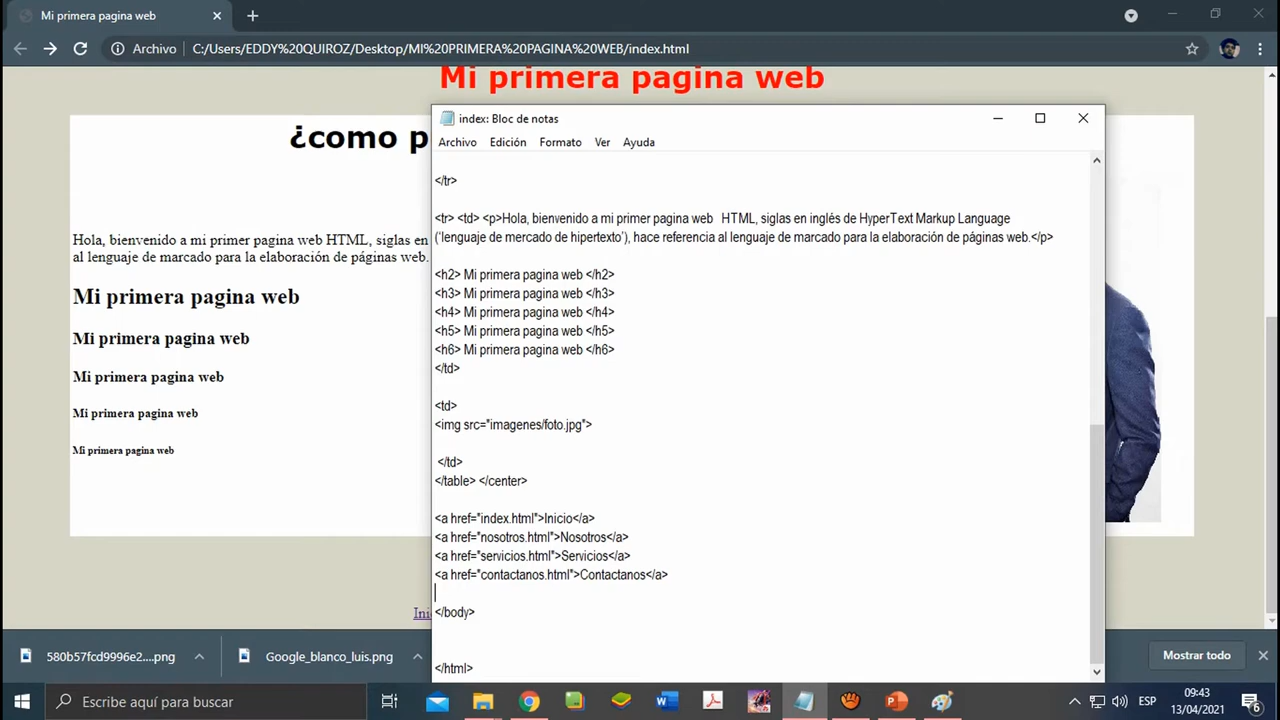 Mi primera pagina web
Archivo C:/Users/EDDY%20QUIROZ/Desktop/MI%20PRIMERA%20PAGINA%20WEB/index.html
Mi primera pagina web
¿como p
Hola, bienvenido a mi primer pagina web HTML, siglas en
al lenguaje de marcado para la elaboración de páginas web.
Mi primera pagina web
Mi primera pagina web
Mi primera pagina web
Mi primera pagina web
Mi primera pagina web
Ini
index: Bloc de notas
Archivo Edición Formato Ver Ayuda
</tr>
<tr> <td> <p>Hola, bienvenido a mi primer pagina web   HTML, siglas en inglés de HyperText Markup Language
(‘lenguaje de mercado de hipertexto’), hace referencia al lenguaje de marcado para la elaboración de páginas web.</p>
<h2> Mi primera pagina web </h2>
<h3> Mi primera pagina web </h3>
<h4> Mi primera pagina web </h4>
<h5> Mi primera pagina web </h5>
<h6> Mi primera pagina web </h6>
</td>
<td>
<img src="imagenes/foto.jpg">
</td>
</table> </center>
<a href="index.html">Inicio</a>
<a href="nosotros.html">Nosotros</a>
<a href="servicios.html">Servicios</a>
<a href="contactanos.html">Contactanos</a>
</body>
</html>
580b57fcd9996e2....png Google_blanco_luis.png Mostrar todo
Escribe aquí para buscar
ESP
09:43
13/04/2021
6